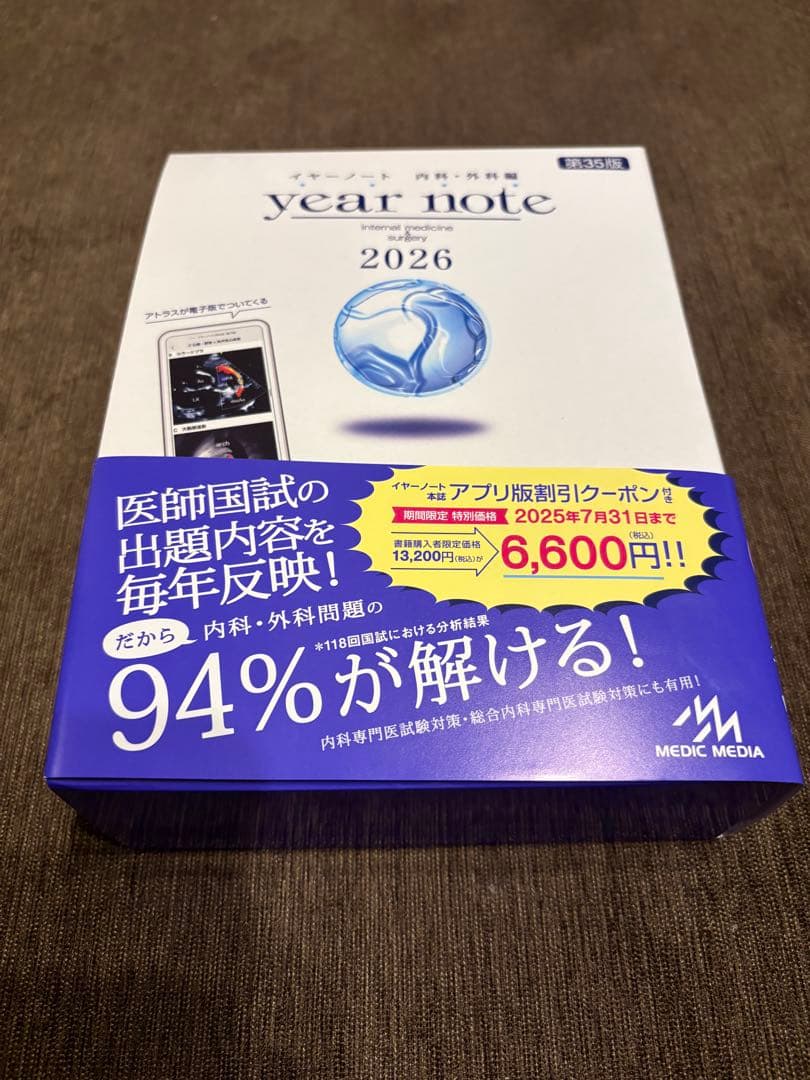 第35版
イヤーノート 内科・外科編
year note
internal medicine
&
surgery
2026
アトラスが電子版でついてくる
arch
医師国試の
出題内容を
毎年反映!
だから
内科・外科問題の
*118回国試における分析結果
94%が解ける!
内科専門医試験対策・総合内科専門医試験対策にも有用!
イヤーノート
本誌
アプリ版割引クーポン付き
期間限定 特別価格
2025年7月31日まで
書籍購入者限定価格
13,200円(税込)が
(税込)
6,600円!!
MEDIC MEDIA